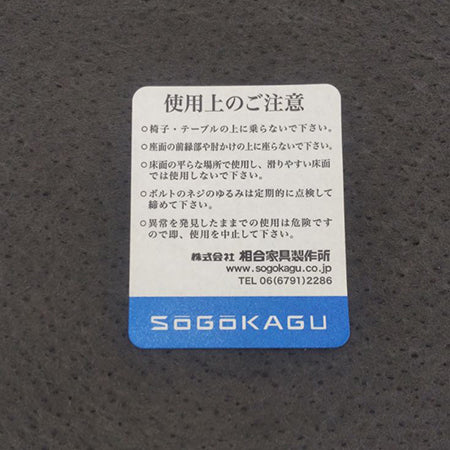 使用上のご注意
○椅子・テーブルの上に乗らないで下さい。
○座面の前縁部や肘かけの上に座らないで下さい。
○床面の平らな場所で使用し、滑りやすい床面
では使用しないで下さい。
○ボルトのネジのゆるみは定期的に点検して
締めて下さい。
○異常を発見したままでの使用は危険です
ので即、使用を中止して下さい。
株式会社 相合家具製作所
www.sogokagu.co.jp
TEL 06(6791)2286
SŌGŌKAGU